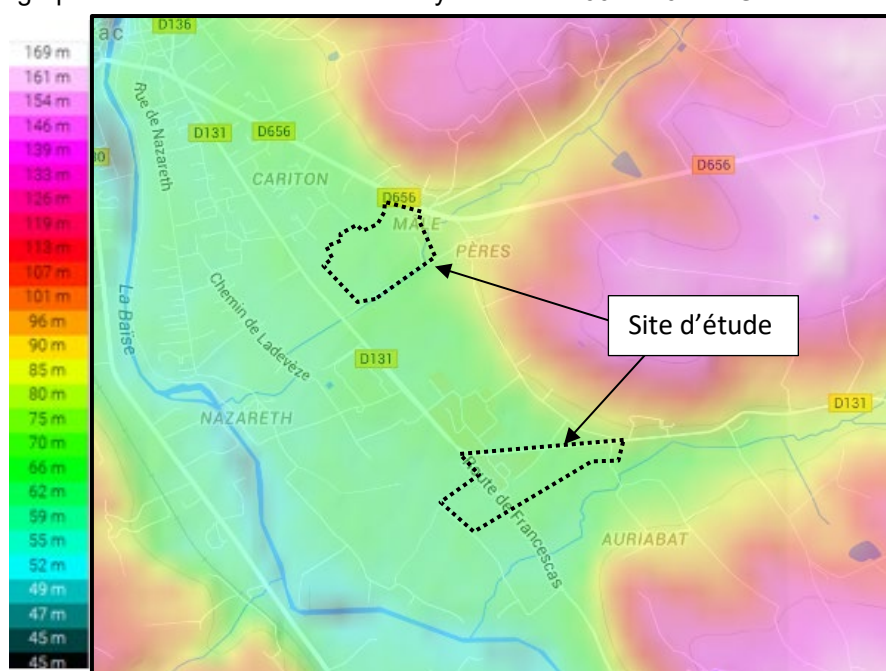 D136
ac
169 m
161 m
154 m
146 m
139 m
133 m
126 m
119 m
113 m
107 m
101 m
96 m
90 m
85 m
80 m
75 m
70 m
66 m
62 m
59 m
55 m
52 m
49 m
47 m
45 m
45 m
Rue de Nazareth
D131
D656
CARITON
D656
D656
MÂLE
PÈRES
La Baïse
Chemin de Ladevèze
Site d'étude
D131
D131
NAZARETH
Route de Francescas
AURIABAT